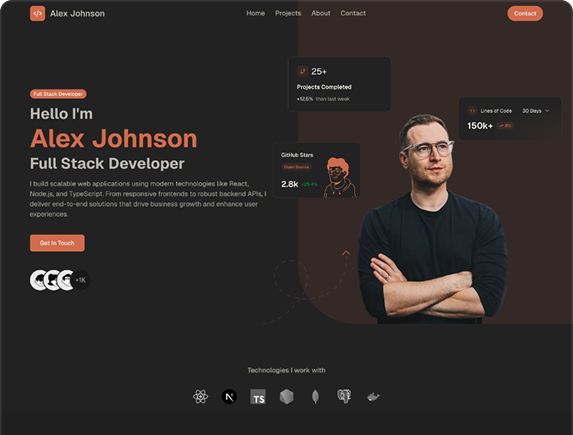 </> Alex Johnson
Home Projects About Contact
Contact
25+
Projects Completed
+12.5% than last week
Lines of Code 30 Days
150k+
GitHub Stars
Open Source
2.8k
Full Stack Developer
Hello I'm
Alex Johnson
Full Stack Developer
I build scalable web applications using modern technologies like React,
Node.js, and TypeScript. From responsive frontends to robust backend APIs, I
deliver end-to-end solutions that drive business growth and enhance user
experiences.
Get In Touch
+1K
Technologies I work with
N
TS